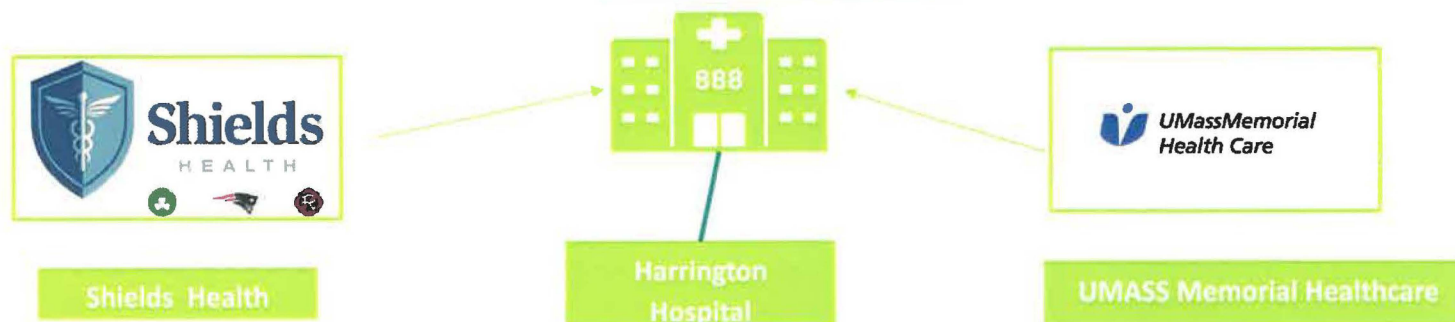 Shields
HEALTH
888
UMassMemorial
Health Care
Shields Health
Harrington
Hospital
UMASS Memorial Healthcare